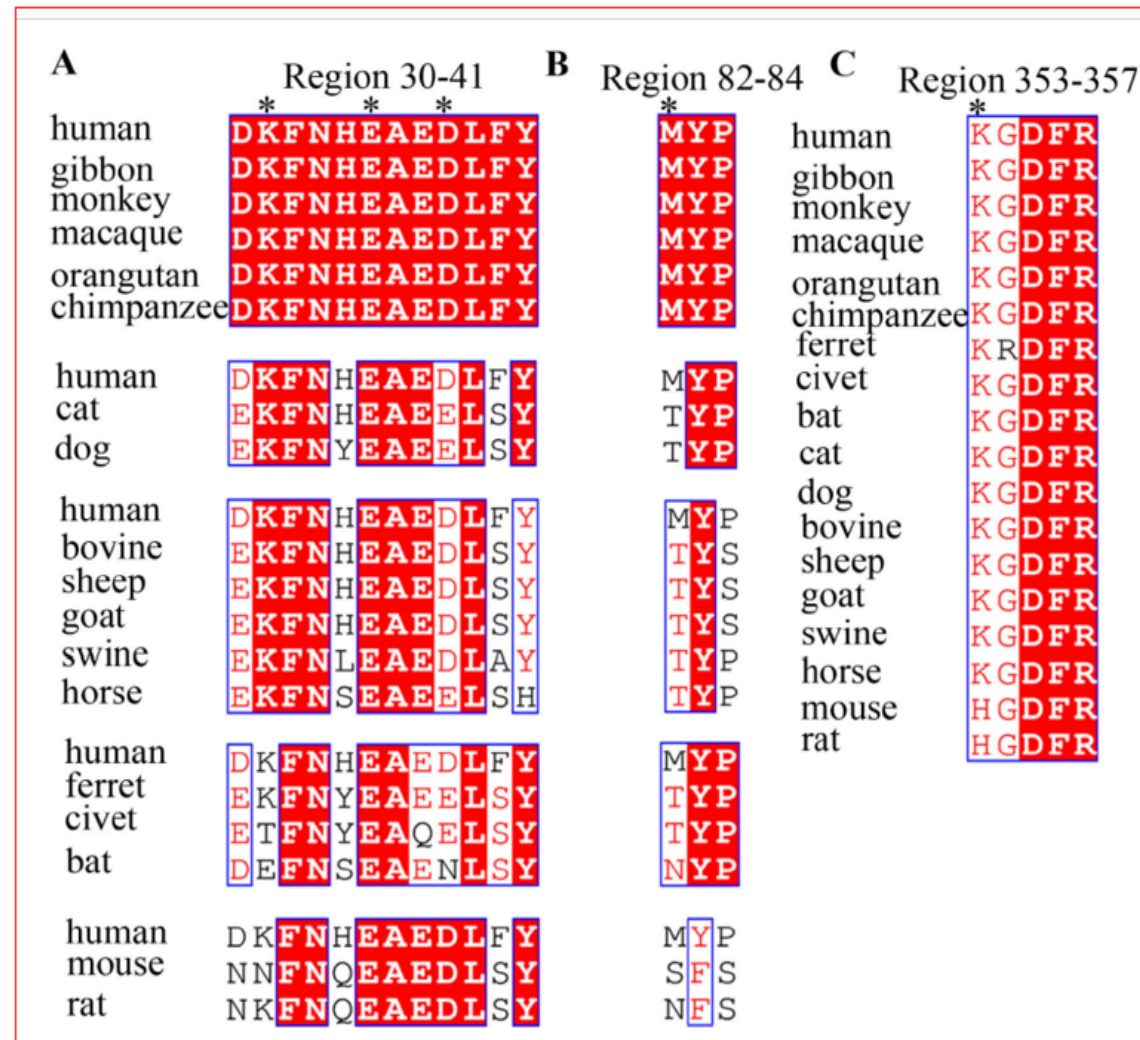 A Region 30-41 B Region 82-84 C Region 353-357
* * * * *
human DKFNHEAEDLFY MYP human KGDFR
gibbon DKFNHEAEDLFY MYP gibbon KGDFR
monkey DKFNHEAEDLFY MYP monkey KGDFR
macaque DKFNHEAEDLFY MYP macaque KGDFR
orangutan DKFNHEAEDLFY MYP orangutan KGDFR
chimpanzee DKFNHEAEDLFY MYP chimpanzee KGDFR
ferret KRDFR
human DKFNHEAEDLFY MYP civet KGDFR
cat EKFNHEAEELSY TYP bat KGDFR
dog EKFNYEAEELSY TYP cat KGDFR
dog KGDFR
human DKFNHEAEDLFY MYP bovine KGDFR
bovine EKFNHEAEDLSY TYS sheep KGDFR
sheep EKFNHEAEDLSY TYS goat KGDFR
goat EKFNHEAEDLSY TYS swine KGDFR
swine EKFNLEAEDLAY TYP horse KGDFR
horse EKFNSEAEELSH TYP mouse HGDFR
rat HGDFR
human DKFNHEAEDLFY MYP
ferret EKFNYEAEELSY TYP
civet ETFNYEAQELSY TYP
bat DEFNSEAENLSY NYP
human DKFNHEAEDLFY MYP
mouse NNFNQEAEDLSY SFS
rat NKFNQEAEDLSY NFS